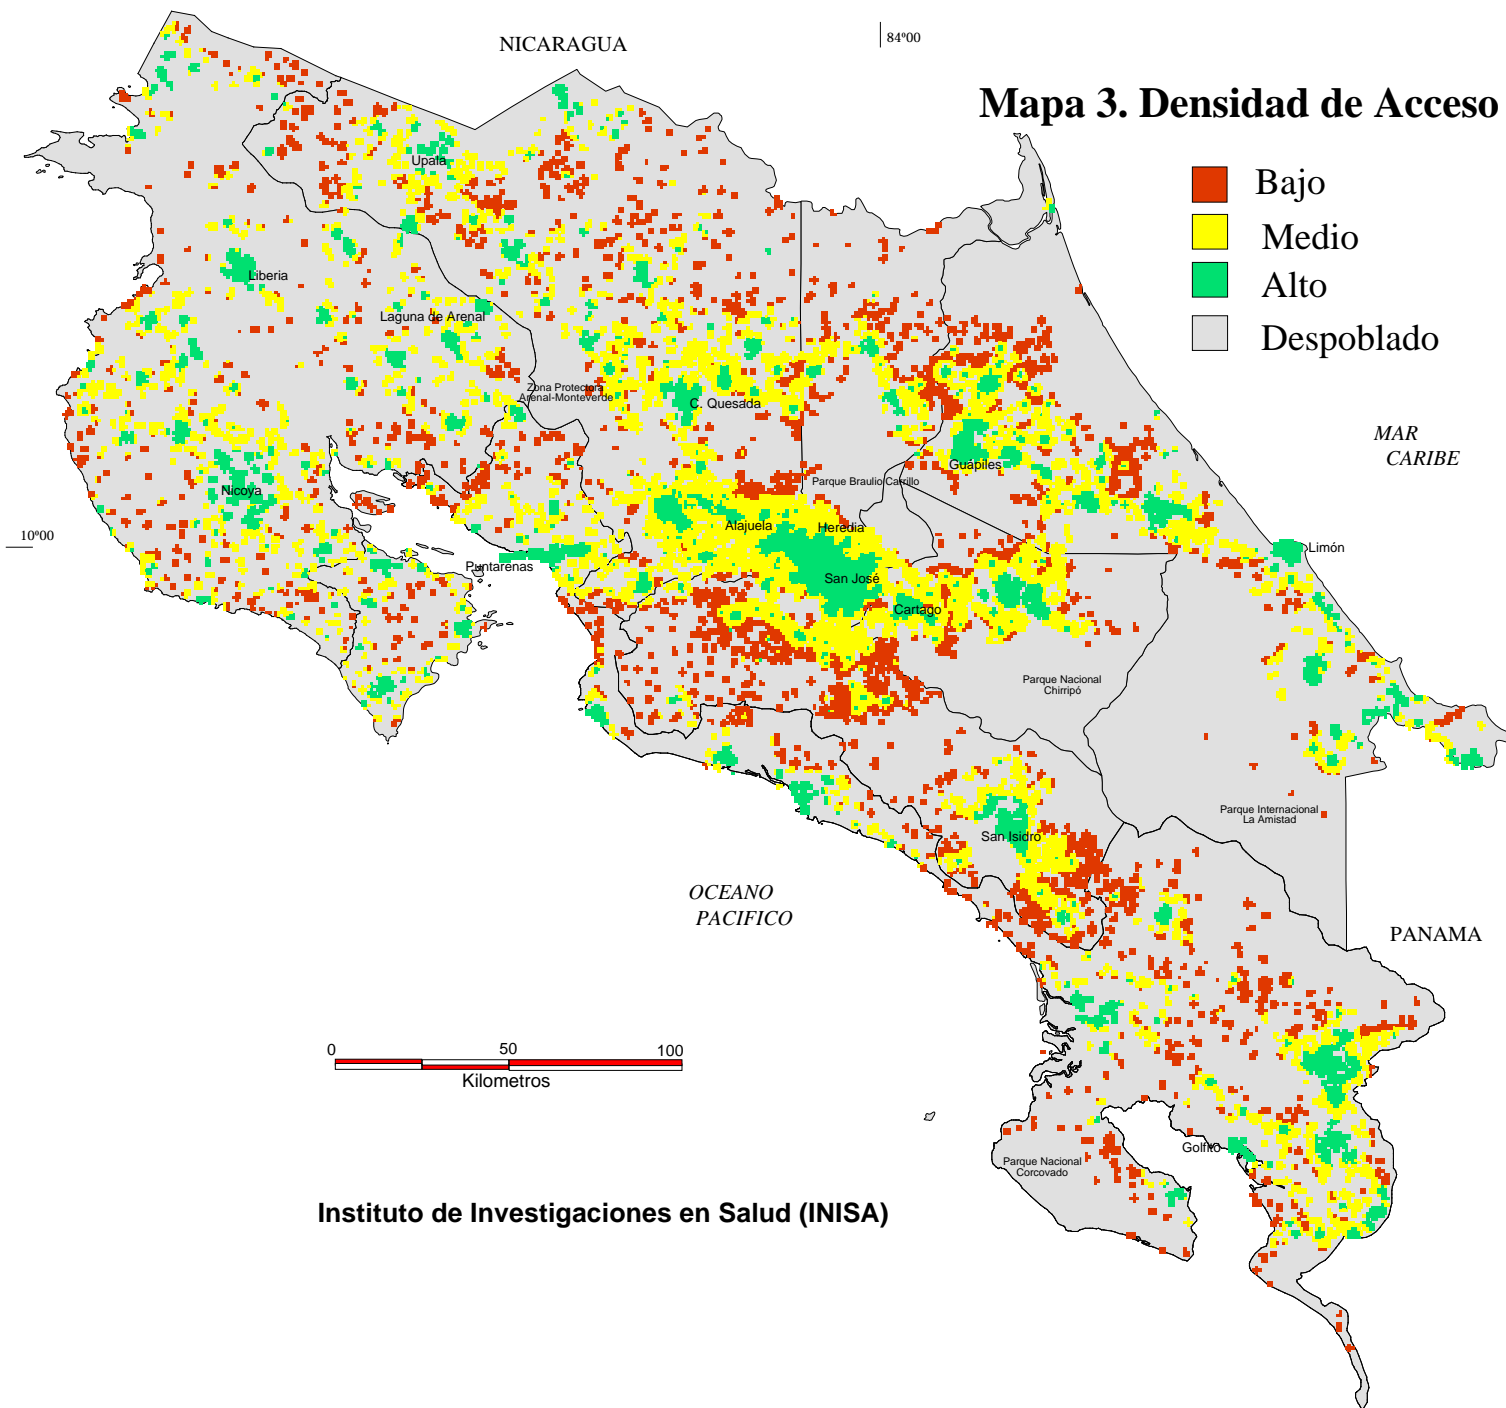 NICARAGUA
84º00
Mapa 3. Densidad de Acceso
Bajo
Medio
Alto
Despoblado
Upala
Liberia
Laguna de Arenal
Zona Protectora
Arenal-Monteverde
C. Quesada
MAR
CARIBE
Guápiles
Parque Braulio Carrillo
Nicoya
Alajuela
Heredia
10º00
Limón
Puntarenas
San José
Cartago
Parque Nacional
Chirripó
Parque Internacional
La Amistad
San Isidro
OCEANO
PACIFICO
PANAMA
0 50 100
Kilometros
Golfito
Parque Nacional
Corcovado
Instituto de Investigaciones en Salud (INISA)